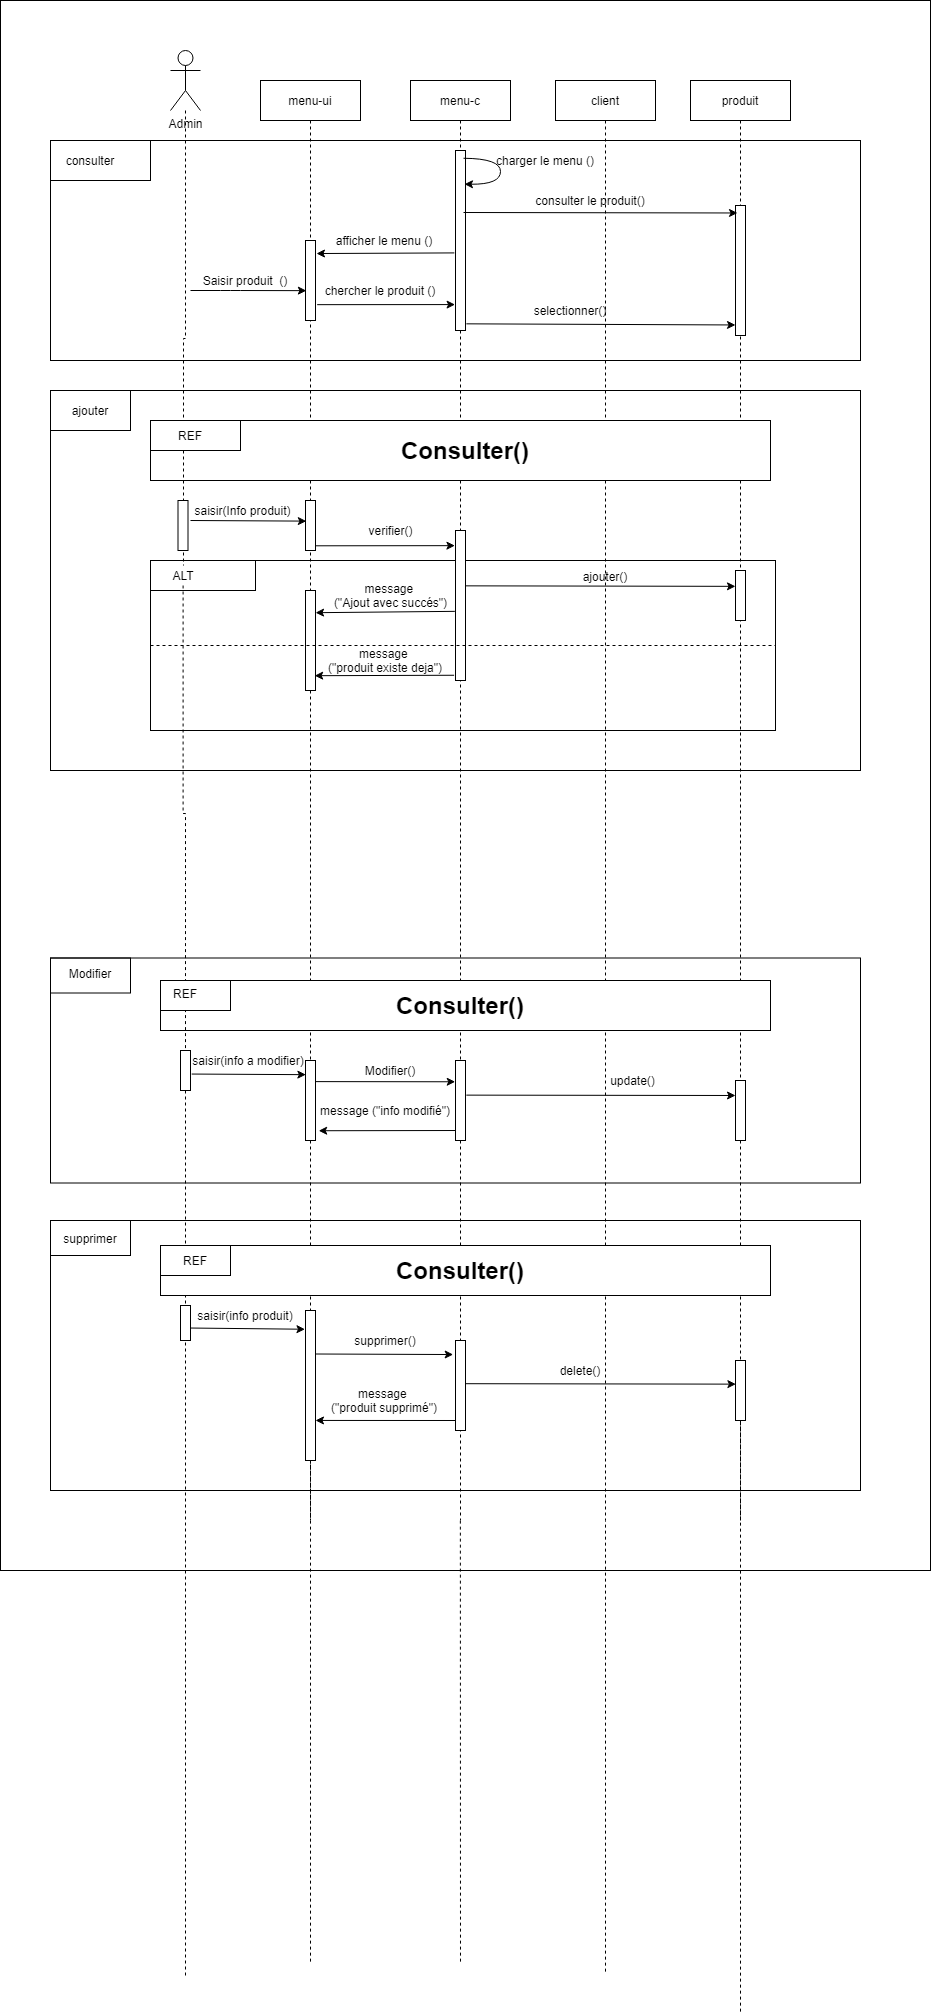 Admin
menu-ui
menu-c
client
produit
consulter
charger le menu ()
consulter le produit()
afficher le menu ()
Saisir produit  ()
chercher le produit ()
selectionner()
ajouter
REF
Consulter()
saisir(Info produit)
verifier()
ALT
ajouter()
message
("Ajout avec succés")
message
("produit existe deja")
Modifier
REF
Consulter()
saisir(info a modifier)
Modifier()
update()
message ("info modifié")
supprimer
REF
Consulter()
saisir(info produit)
supprimer()
delete()
message
("produit supprimé")